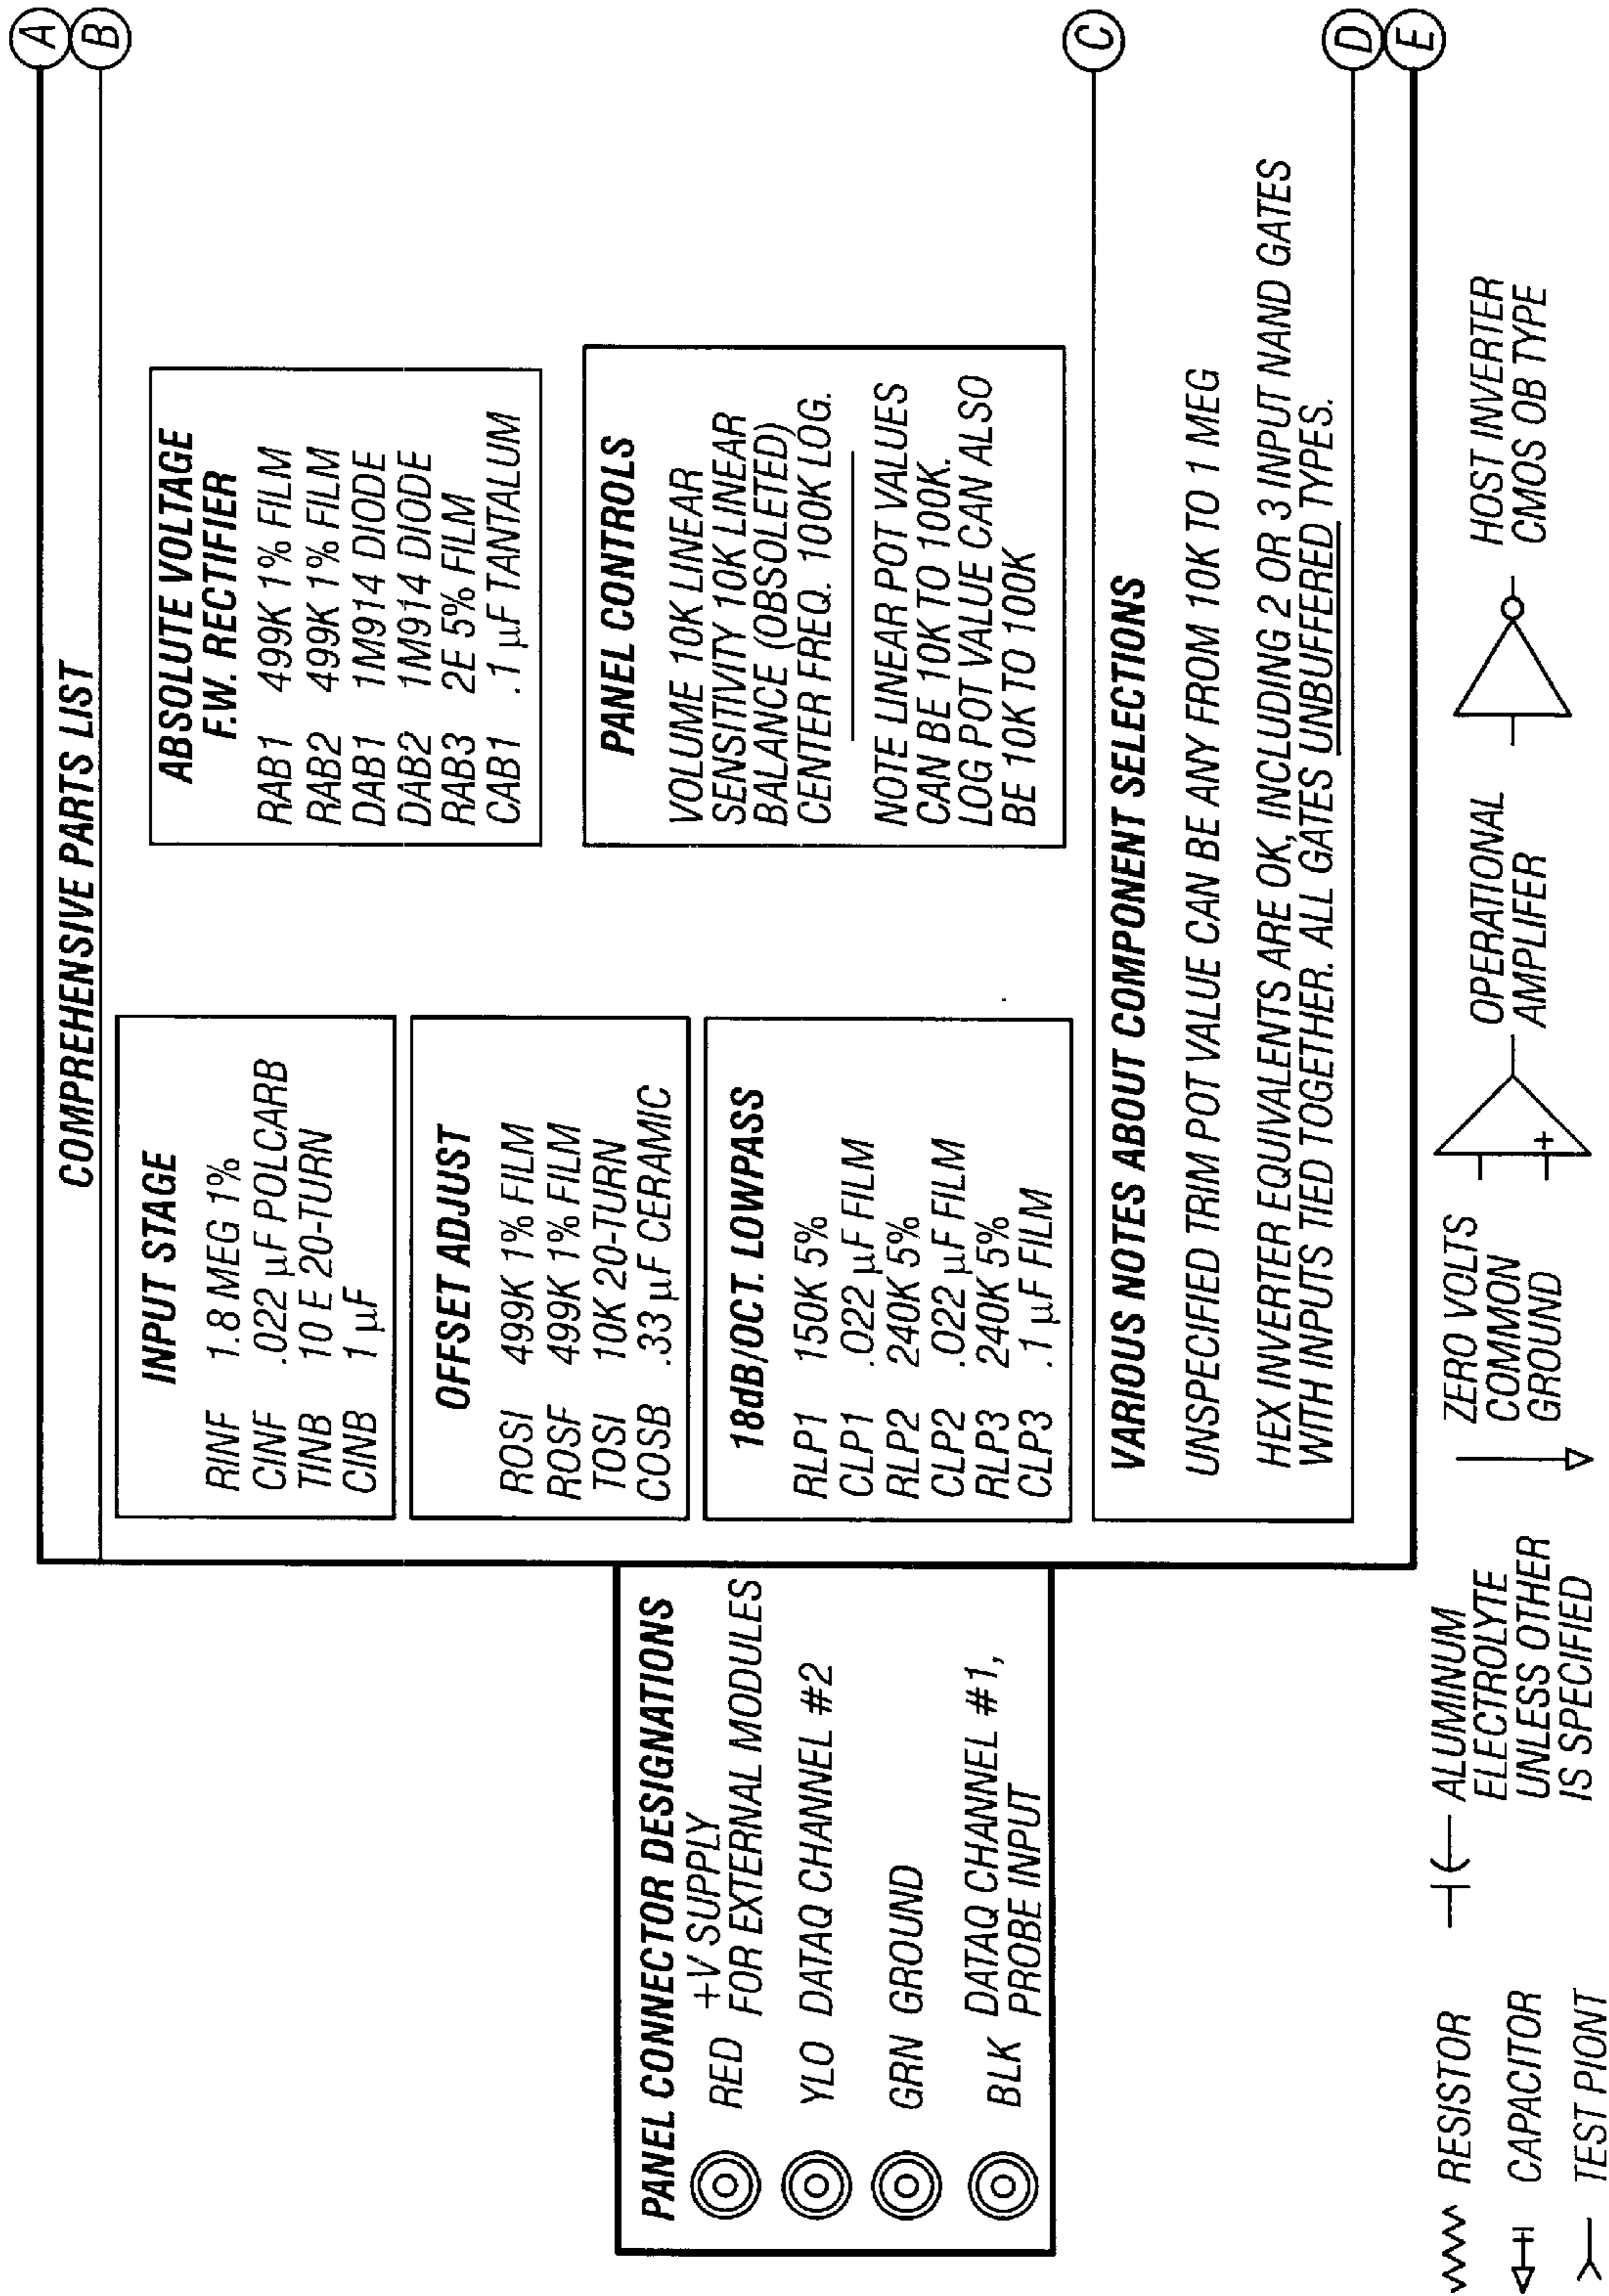 A
B
COMPREHENSIVE PARTS LIST
INPUT STAGE
RINF 1.8 MEG 1%
CINF .022 µF POLCARB
TINB 10 E 20-TURN
CINB 1 µF
OFFSET ADJUST
ROSI 499K 1% FILM
ROSF 499K 1% FILM
TOSI 10K 20-TURN
COSB .33 µF CERAMIC
18dB/OCT. LOWPASS
RLP1 150K 5%
CLP1 .022 µF FILM
RLP2 240K 5%
CLP2 .022 µF FILM
RLP3 240K 5%
CLP3 .1 µF FILM
ABSOLUTE VOLTAGE
F.W. RECTIFIER
RAB1 499K 1% FILM
RAB2 499K 1% FILM
DAB1 1M914 DIODE
DAB2 1M914 DIODE
RAB3 2E 5% FILM
CAB1 .1 µF TANTALUM
PANEL CONTROLS
VOLUME 10K LINEAR
SENSITIVITY 10K LINEAR
BALANCE (OBSOLETED)
CENTER FREQ. 100K LOG.
NOTE LINEAR POT VALUES
CAN BE 10K TO 100K.
LOG POT VALUE CAN ALSO
BE 10K TO 100K
C
VARIOUS NOTES ABOUT COMPONENT SELECTIONS
UNSPECIFIED TRIM POT VALUE CAN BE ANY FROM 10K TO 1 MEG
HEX INVERTER EQUIVALENTS ARE OK, INCLUDING 2 OR 3 INPUT NAND GATES
WITH INPUTS TIED TOGETHER. ALL GATES UNBUFFERED TYPES.
D
E
PANEL CONNECTOR DESIGNATIONS
RED +V SUPPLY
FOR EXTERNAL MODULES
YLO DATAQ CHANNEL #2
GRN GROUND
BLK DATAQ CHANNEL #1,
PROBE INPUT
RESISTOR
CAPACITOR
TEST PIONT
ALUMINUM
ELECTROLYTE
UNLESS OTHER
IS SPECIFIED
ZERO VOLTS
COMMON
GROUND
+
OPERATIONAL
AMPLIFER
HOST INVERTER
CMOS OB TYPE